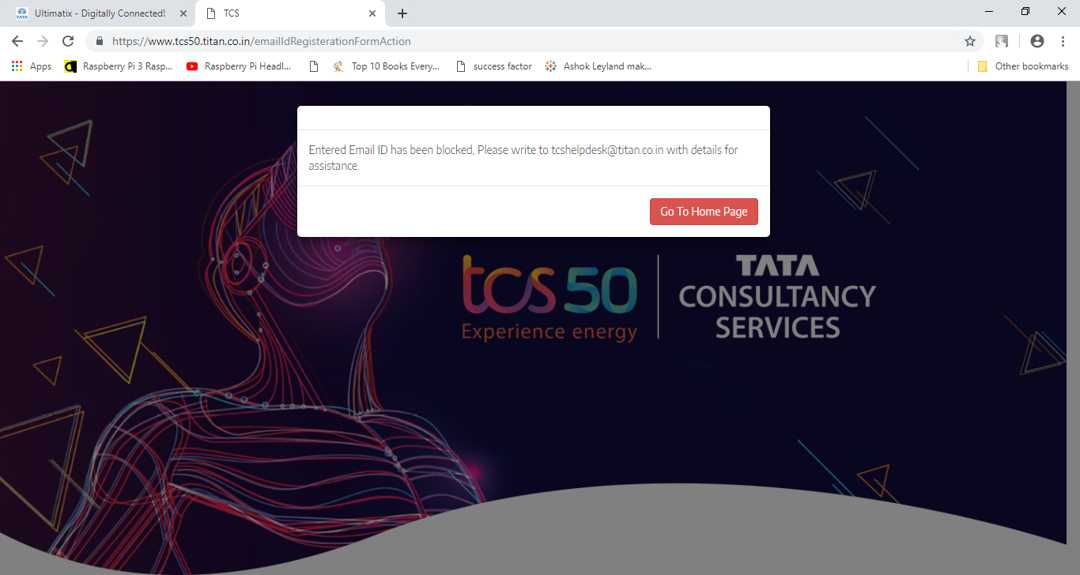 Ultimatix - Digitally Connected!
TCS
https://www.tcs50.titan.co.in/emailIdRegisterationFormAction
Apps
Raspberry Pi 3 Rasp...
Raspberry Pi Headl...
Top 10 Books Every...
success factor
Ashok Leyland mak...
Other bookmarks
Entered Email ID has been blocked, Please write to tcshelpdesk@titan.co.in with details for
assistance.
Go To Home Page
tcs 50
Experience energy
TATA
CONSULTANCY
SERVICES